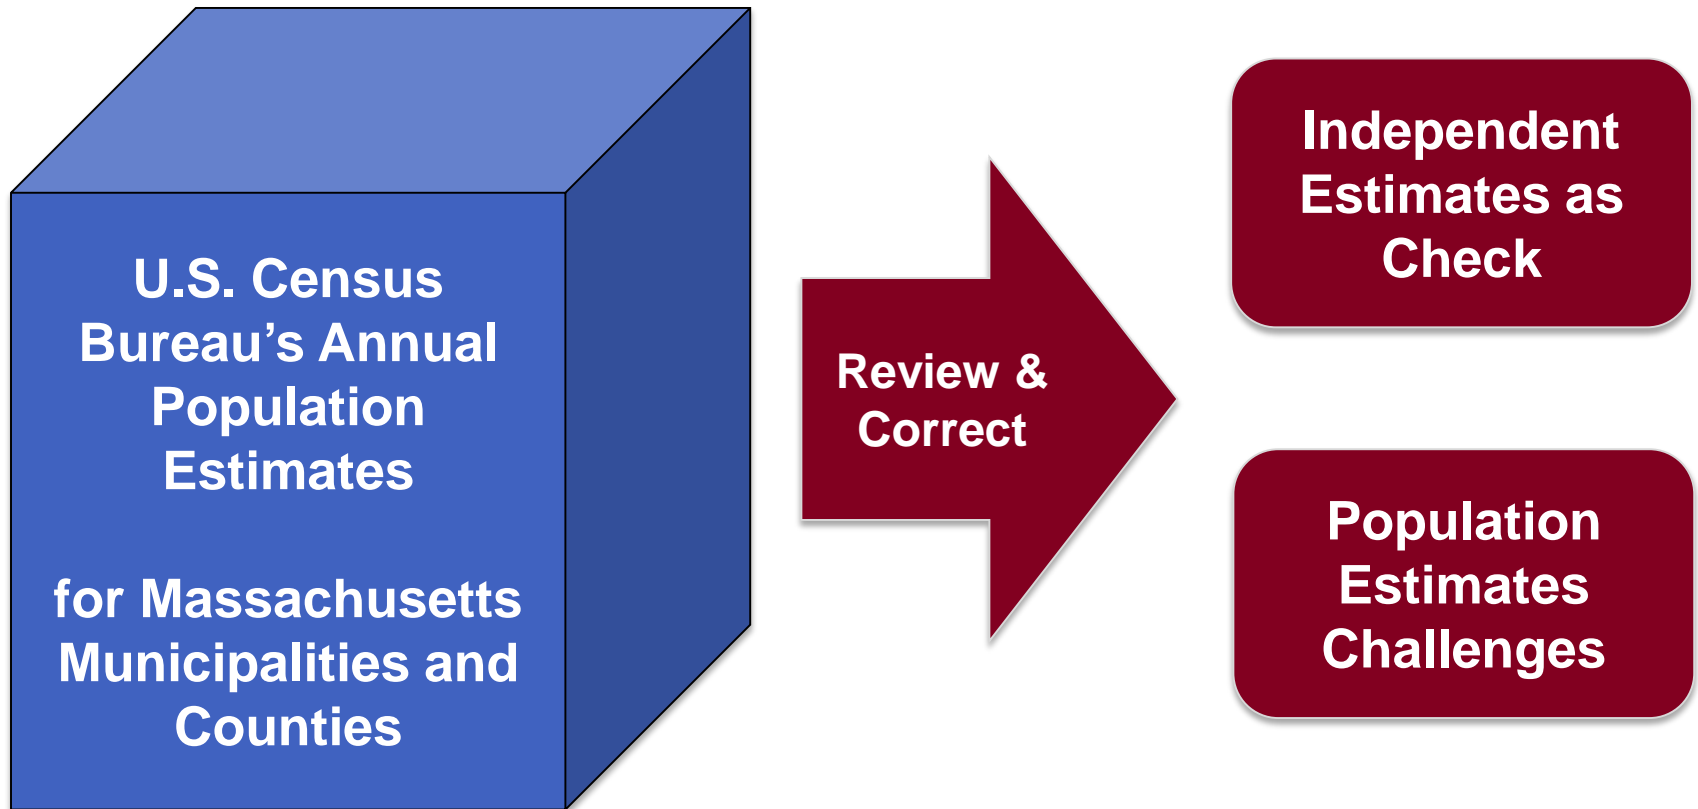 U.S. Census
Bureau’s Annual
Population
Estimates
for Massachusetts
Municipalities and
Counties
Review &
Correct
Independent
Estimates as
Check
Population
Estimates
Challenges